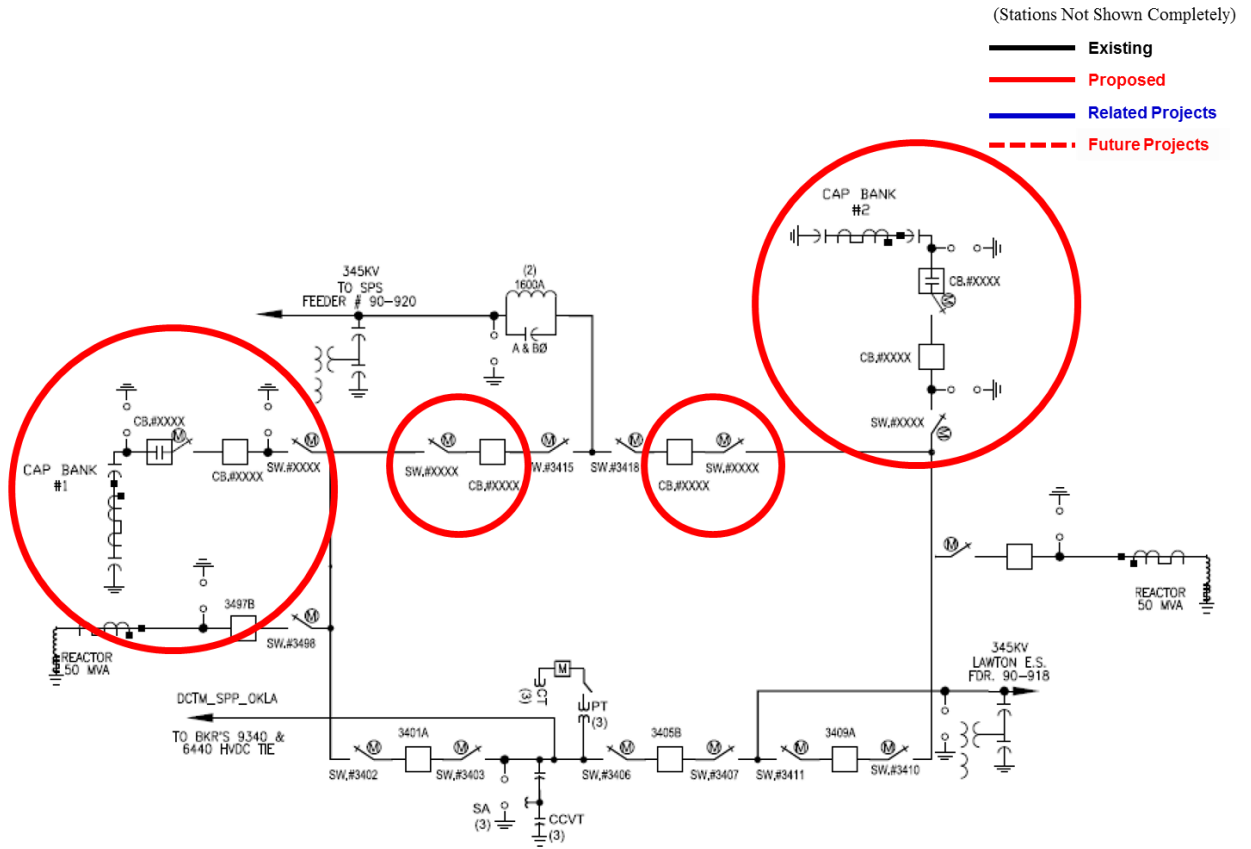 (Stations Not Shown Completely)
Existing
Proposed
Related Projects
Future Projects
CAP BANK
#2
CB.#XXXX
CB.#XXXX
SW.#XXXX
345KV
TO SPS
FEEDER # 90-920
(2)
1600A
A & BØ
CB.#XXXX
CAP BANK
#1
CB.#XXXX
SW.#XXXX
M
M
SW.#XXXX
CB.#XXXX
M
SW.#3415
M
SW.#3418
M
CB.#XXXX
M
SW.#XXXX
M
M
M
REACTOR
50 MVA
3497B
M
SW.#3498
REACTOR
50 MVA
345KV
LAWTON E.S.
FDR. 90-918
DCTM_SPP_OKLA
TO BKR'S 9340 &
6440 HVDC TIE
M
CT
(3)
PT
(3)
3401A
M
M
SW.#3402
SW.#3403
3405B
M
M
SW.#3406
SW.#3407
3409A
M
M
SW.#3411
SW.#3410
SA
(3)
CCVT
(3)